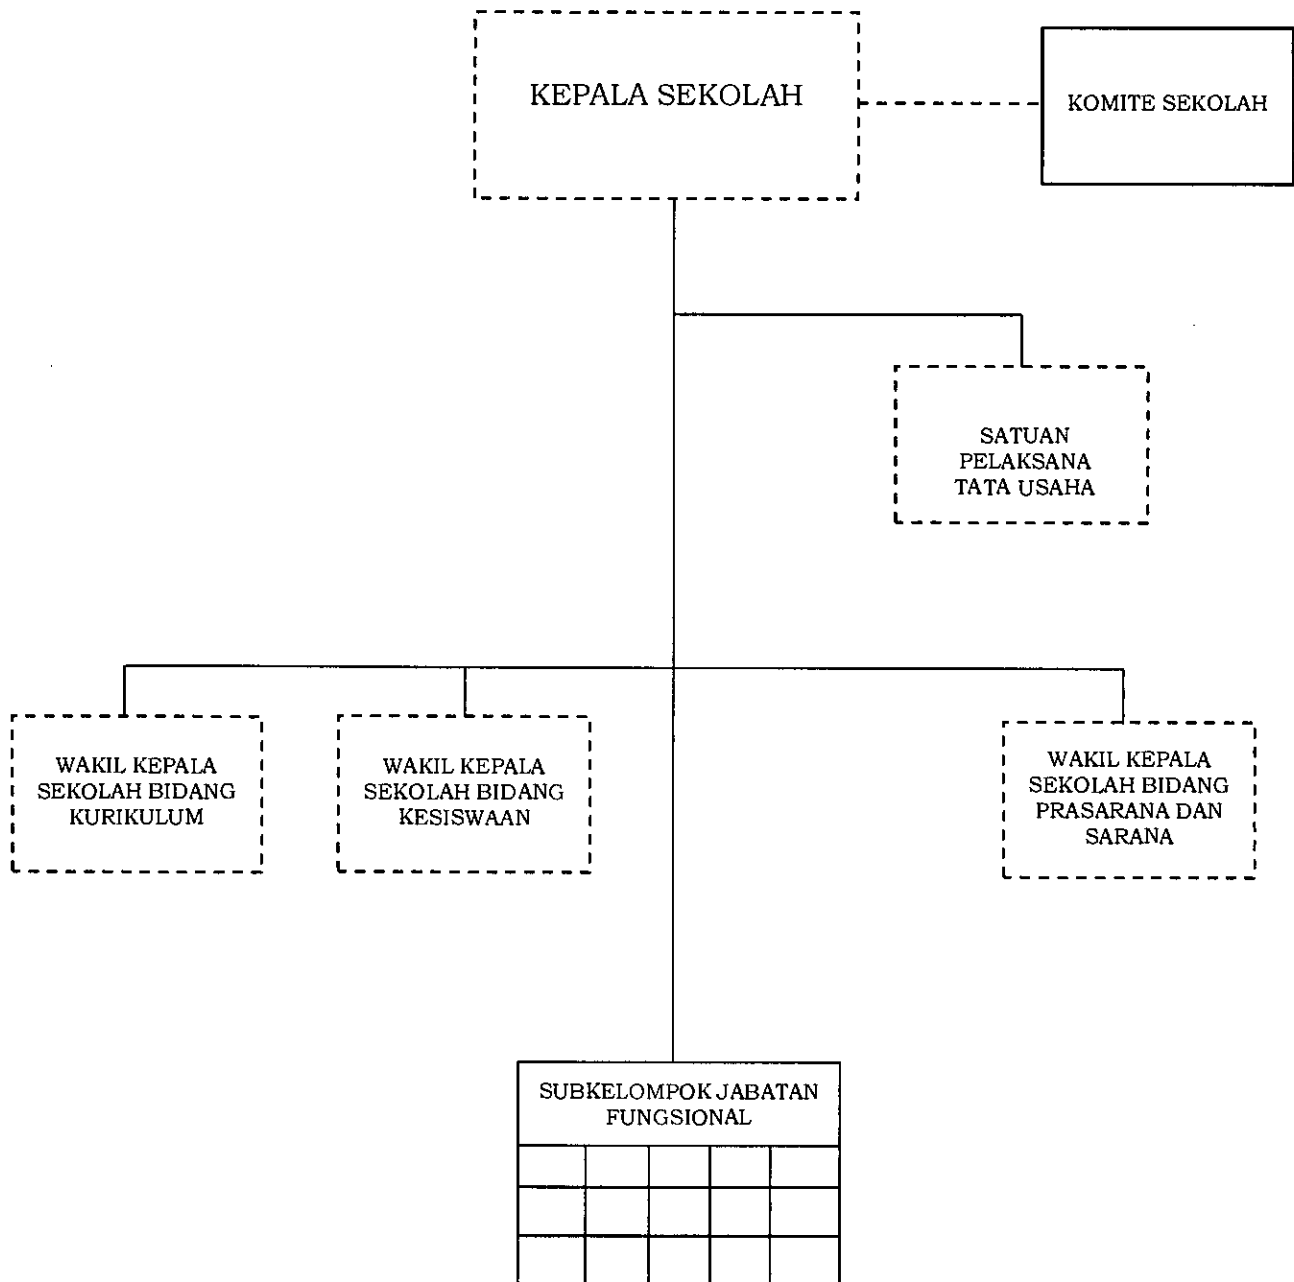 KEPALA SEKOLAH
KOMITE SEKOLAH
SATUAN
PELAKSANA
TATA USAHA
WAKIL KEPALA
SEKOLAH BIDANG
KURIKULUM
WAKIL KEPALA
SEKOLAH BIDANG
KESISWAAN
WAKIL KEPALA
SEKOLAH BIDANG
PRASARANA DAN
SARANA
SUBKELOMPOK JABATAN
FUNGSIONAL